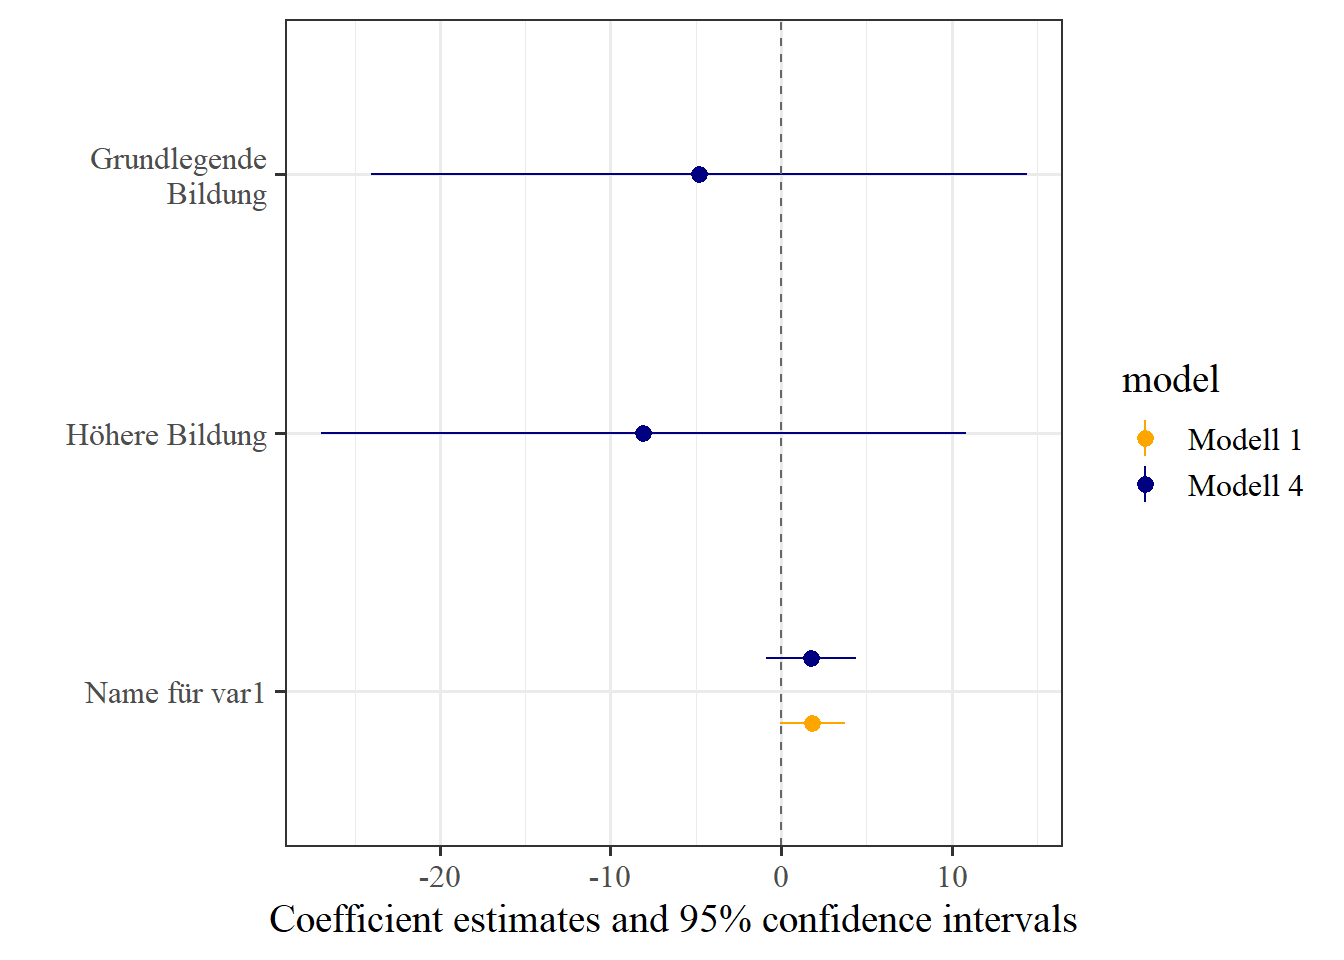 Grundlegende
Bildung
Höhere Bildung
Name für var1
-20 -10 0 10
Coefficient estimates and 95% confidence intervals
model
Modell 1
Modell 4